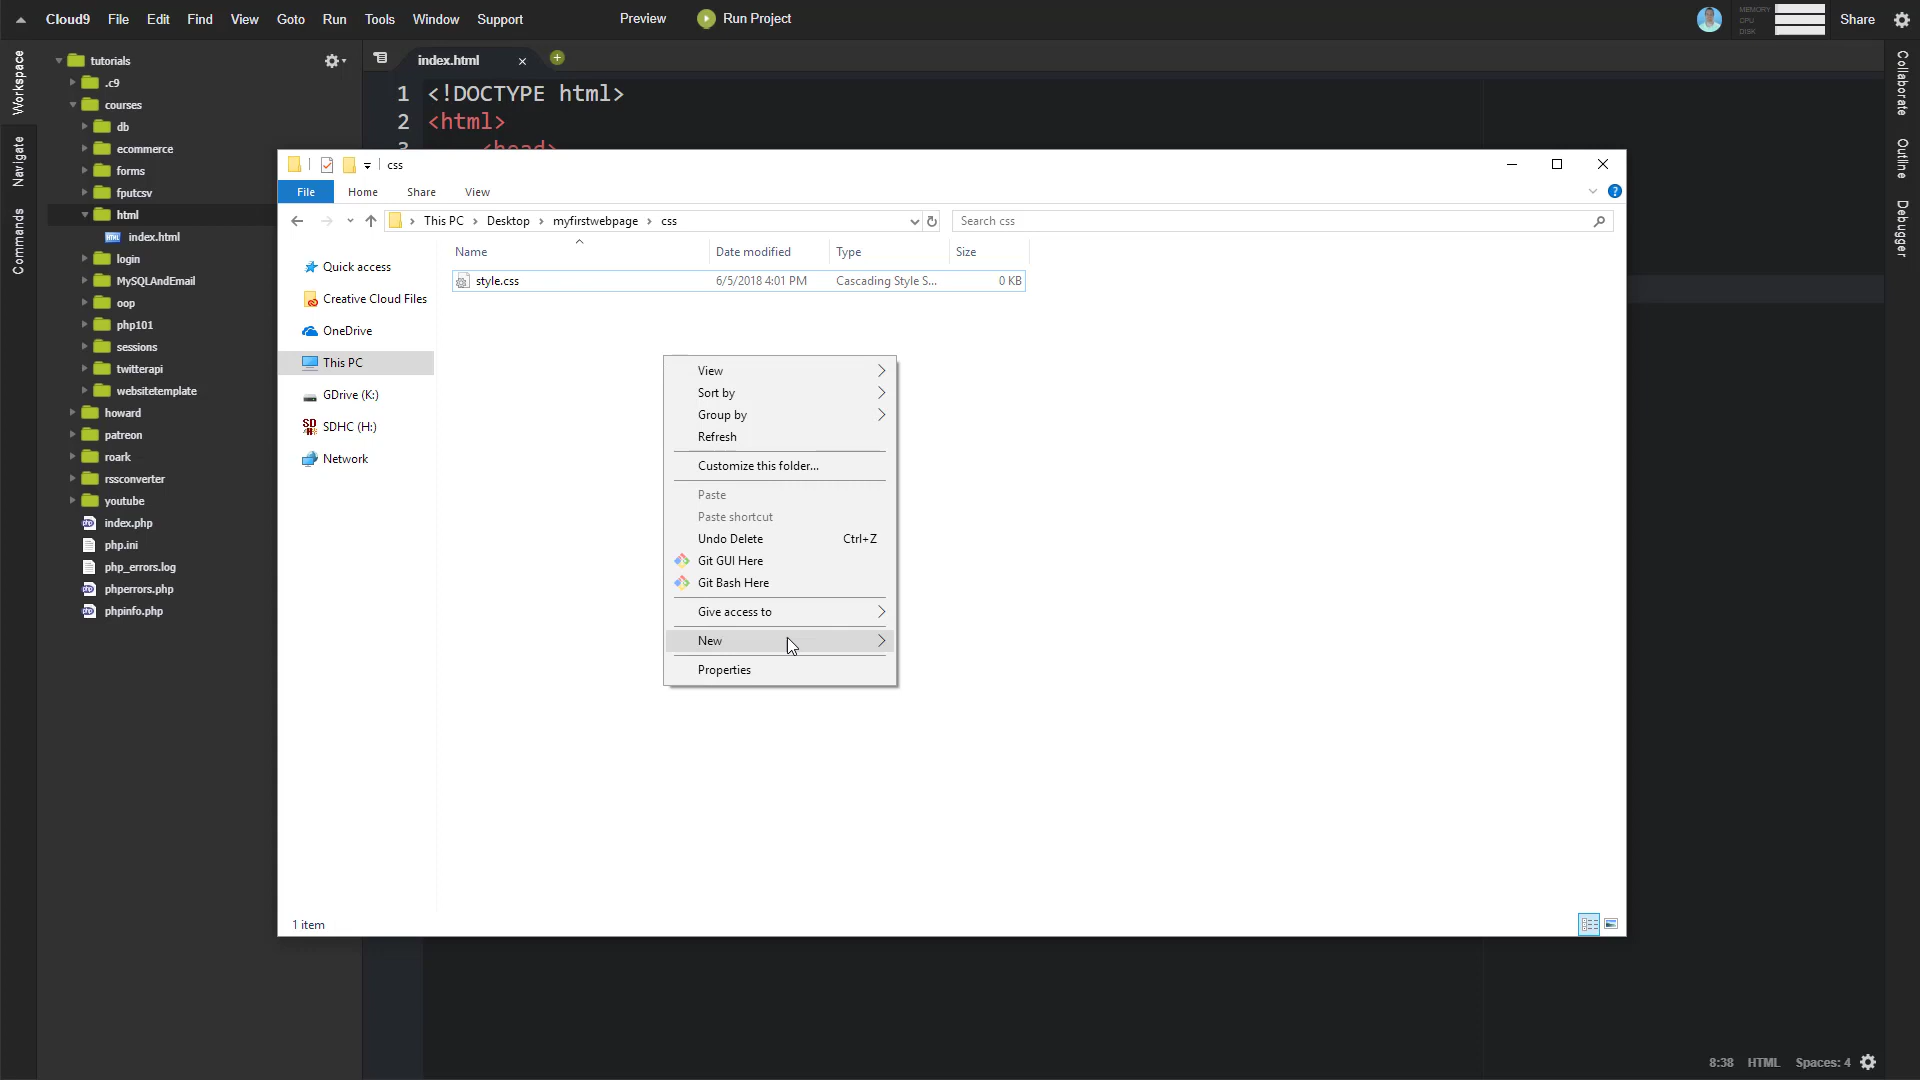 Cloud9 File Edit Find View Goto Run Tools Window Support Preview Run Project MEMORY CPU DISK Share
Workspace
Navigate
Commands
tutorials
.c9
courses
db
ecommerce
forms
fputcsv
html
index.html
login
MySQLAndEmail
oop
php101
sessions
twitterapi
websitetemplate
howard
patreon
roark
rssconverter
youtube
index.php
php.ini
php_errors.log
phperrors.php
phpinfo.php
index.html
1 <!DOCTYPE html>
2 <html>
3 <head>
css
File Home Share View
This PC > Desktop > myfirstwebpage > css
Search css
Name Date modified Type Size
style.css 6/5/2018 4:01 PM Cascading Style S... 0 KB
Quick access
Creative Cloud Files
OneDrive
This PC
GDrive (K:)
SDHC (H:)
Network
View
Sort by
Group by
Refresh
Customize this folder...
Paste
Paste shortcut
Undo Delete Ctrl+Z
Git GUI Here
Git Bash Here
Give access to
New
Properties
1 item
Collaborate
Outline
Debugger
8:38 HTML Spaces: 4